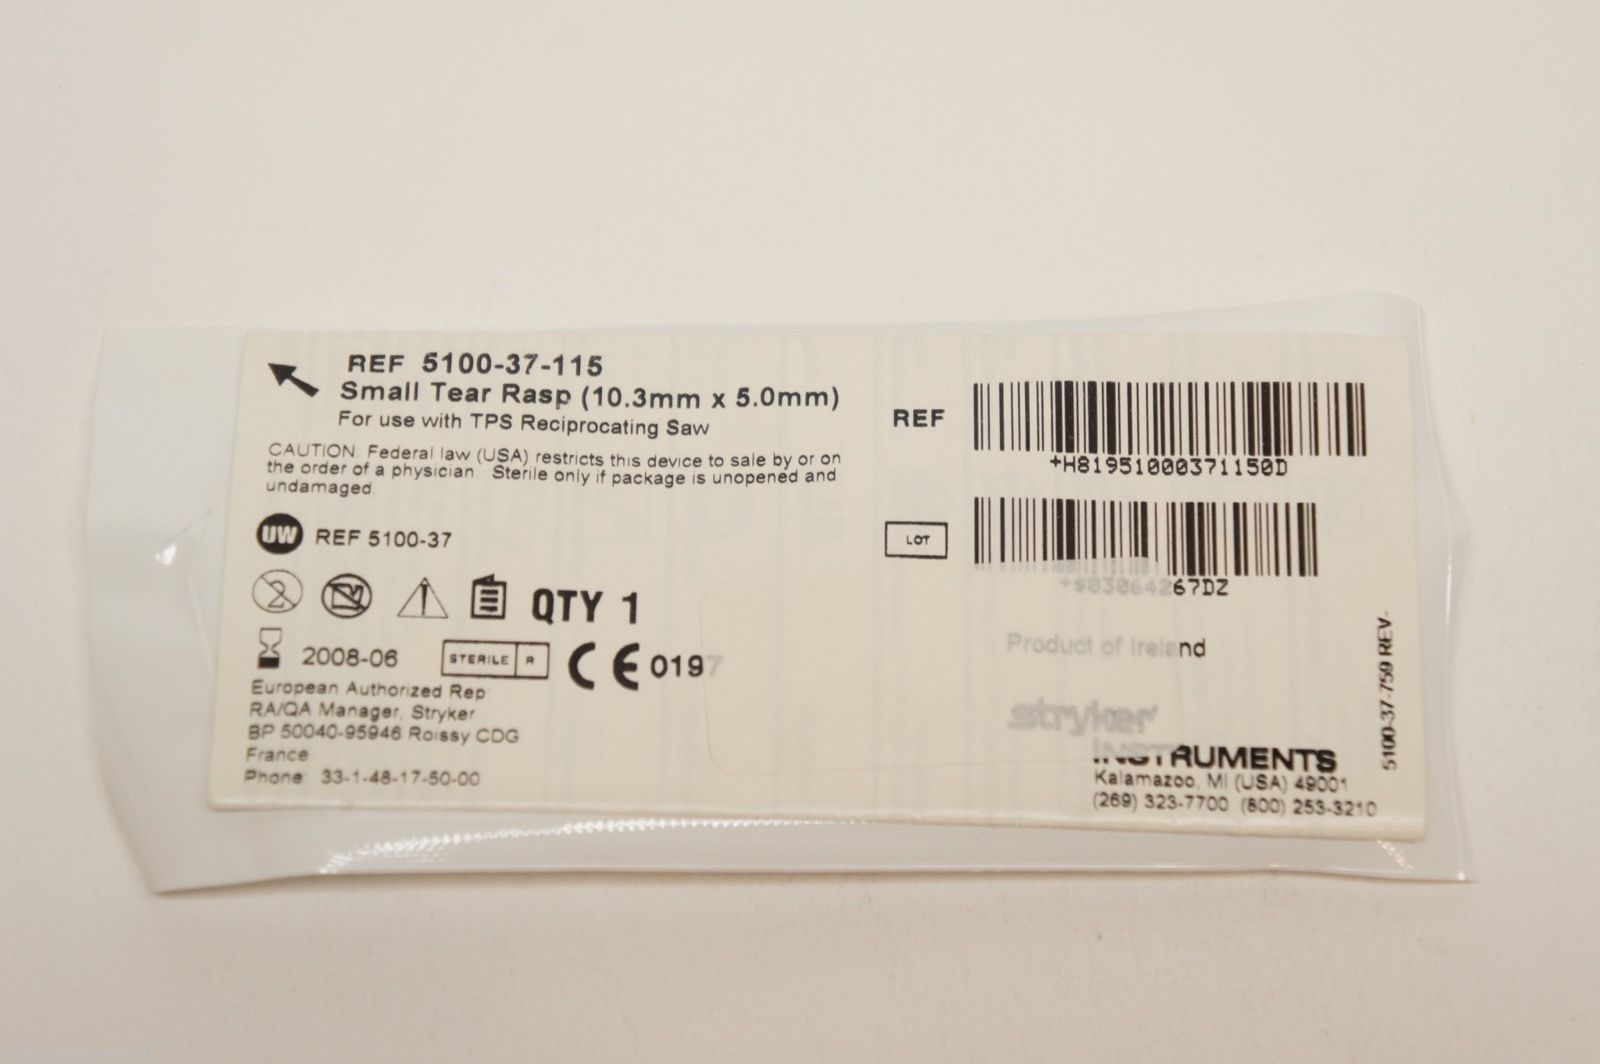 REF 5100-37-115
Small Tear Rasp (10.3mm x 5.0mm)
For use with TPS Reciprocating Saw
CAUTION: Federal law (USA) restricts this device to sale by or on
the order of a physician. Sterile only if package is unopened and
undamaged.
UW REF 5100-37
2
QTY 1
2008-06
STERILE R
CE 0197
European Authorized Rep
RA/QA Manager, Stryker
BP 50040-95946 Roissy CDG
France
Phone 33-1-48-17-50-00
REF
+H81951000371150D
LOT
+$03064267DZ
Product of Ireland
stryker
INSTRUMENTS
Kalamazoo, MI (USA) 49001
(269) 323-7700 (800) 253-3210
5100-37-759 REV-